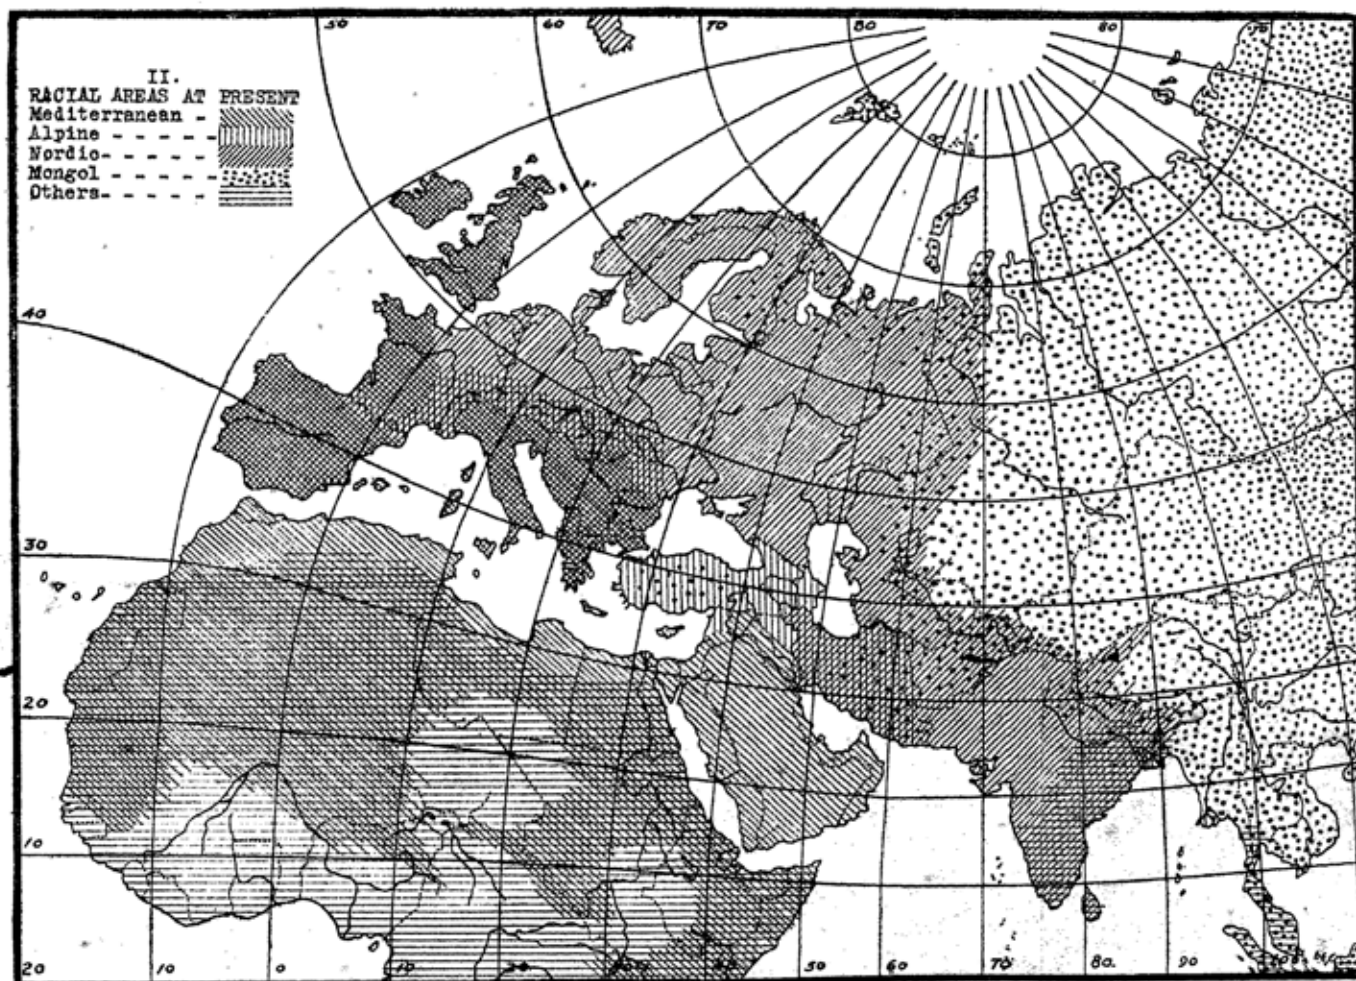 50 60 70 80 80 70
II.
RACIAL AREAS AT PRESENT
Mediterranean -
Alpine - - - - -
Nordic- - - - - -
Mongol - - - - -
Others- - - - - -
40
30
20
10
20 10 0 10 50 60 70 80. 90